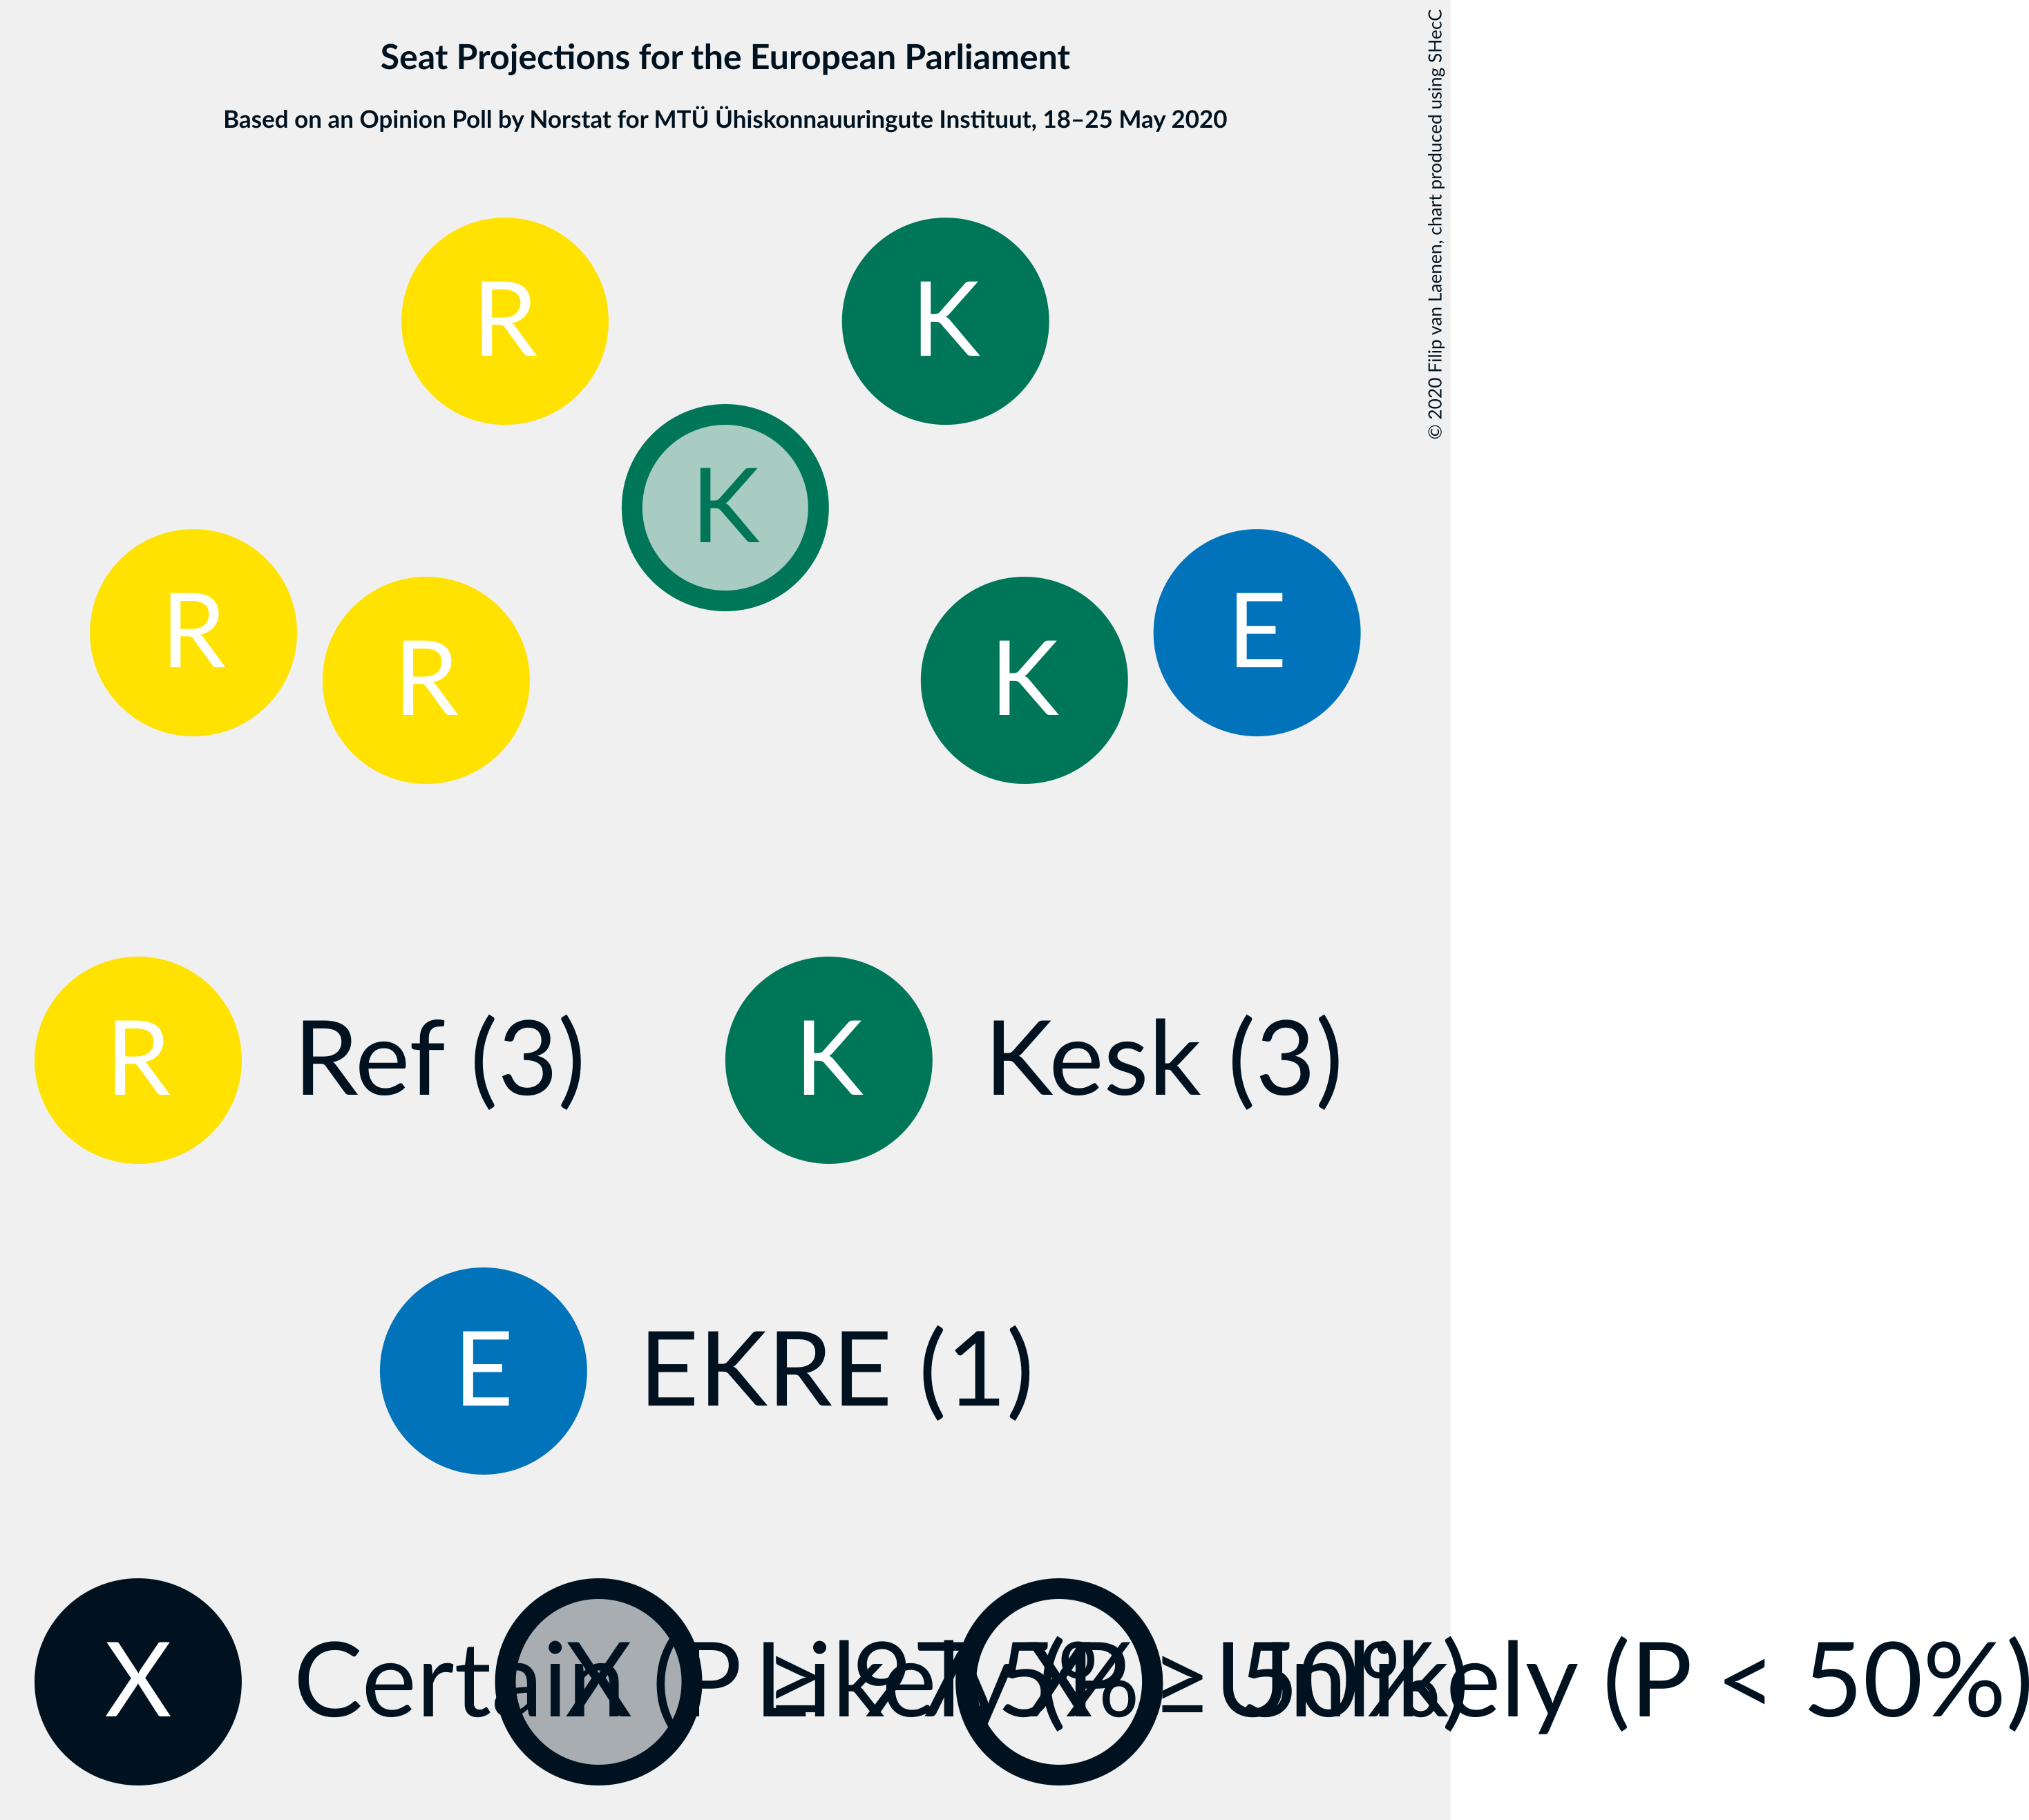 Seat Projections for the European Parliament
Based on an Opinion Poll by Norstat for MTÜ Ühiskonnauuringute Instituut, 18–25 May 2020
© 2020 Filip van Laenen, chart produced using SHecC
R
K
K
R
E
R
K
R Ref (3)
K Kesk (3)
E EKRE (1)
X Certain (P ≥ 95%)
X Likely (P ≥ 50%)
X Unlikely (P < 50%)